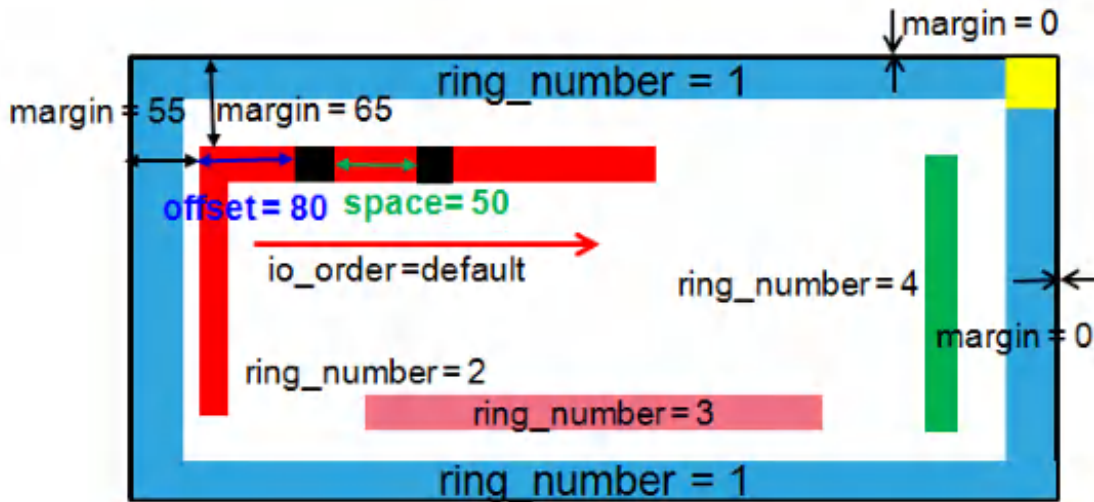 margin = 0
ring_number = 1
margin = 55
margin = 65
offset = 80
space= 50
io_order=default
ring_number = 4
margin = 0
ring_number = 2
ring_number = 3
ring_number = 1